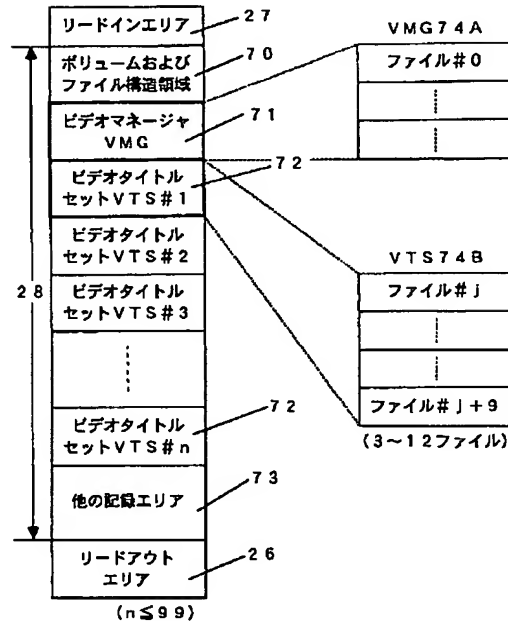 リードインエリア
27
ボリュームおよび
ファイル構造領域
70
ビデオマネージャ
VMG
71
ビデオタイトル
セットVTS#1
72
ビデオタイトル
セットVTS#2
ビデオタイトル
セットVTS#3
28
ビデオタイトル
セットVTS#n
72
他の記録エリア
73
リードアウト
エリア
26
(n≦99)
VMG74A
ファイル#0
VTS74B
ファイル#j
ファイル#j+9
(3~12ファイル)